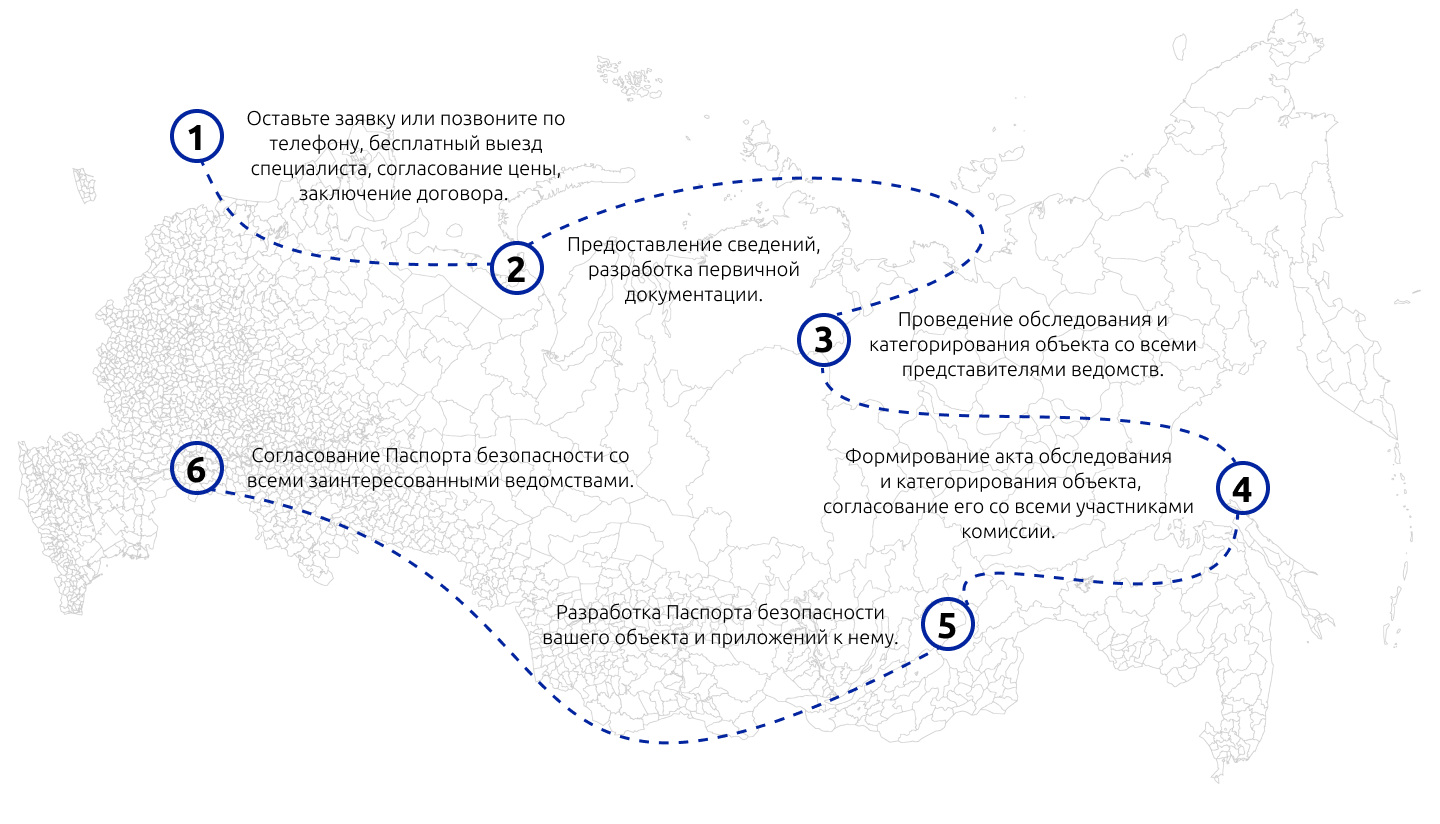 1
Оставьте заявку или позвоните по
телефону, бесплатный выезд
специалиста, согласование цены,
заключение договора.
2
Предоставление сведений,
разработка первичной
документации.
3
Проведение обследования и
категорирования объекта со всеми
представителями ведомств.
4
Формирование акта обследования
и категорирования объекта,
согласование его со всеми участниками
комиссии.
5
Разработка Паспорта безопасности
вашего объекта и приложений к нему.
6
Согласование Паспорта безопасности со
всеми заинтересованными ведомствами.